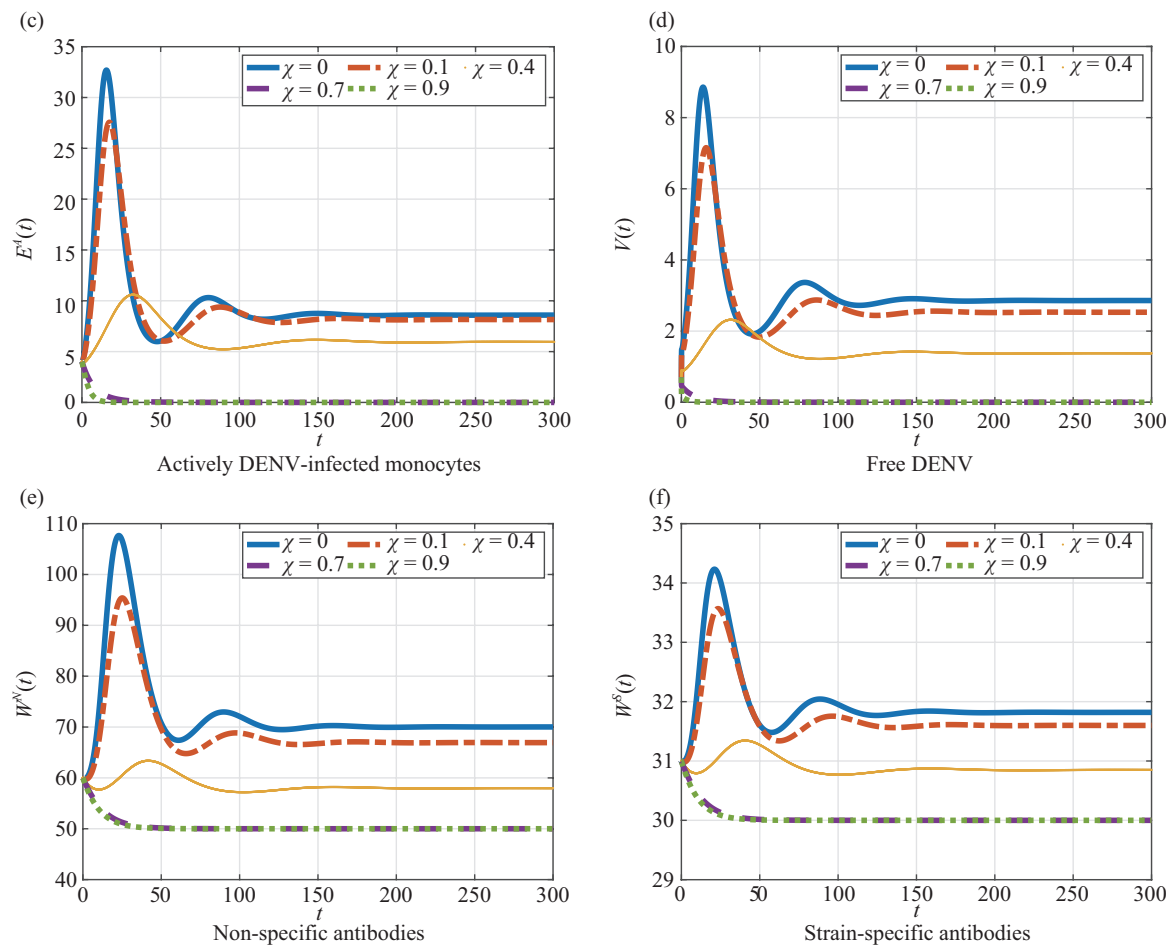 (c)
35
30
25
20
15
10
5
0
E^A(t)
χ = 0 χ = 0.1 χ = 0.4
χ = 0.7 χ = 0.9
0 50 100 150 200 250 300
t
Actively DENV-infected monocytes
(d)
10
8
6
4
2
0
V(t)
χ = 0 χ = 0.1 χ = 0.4
χ = 0.7 χ = 0.9
0 50 100 150 200 250 300
t
Free DENV
(e)
110
100
90
80
70
60
50
40
W^N(t)
χ = 0 χ = 0.1 χ = 0.4
χ = 0.7 χ = 0.9
0 50 100 150 200 250 300
t
Non-specific antibodies
(f)
35
34
33
32
31
30
29
W^S(t)
χ = 0 χ = 0.1 χ = 0.4
χ = 0.7 χ = 0.9
0 50 100 150 200 250 300
t
Strain-specific antibodies